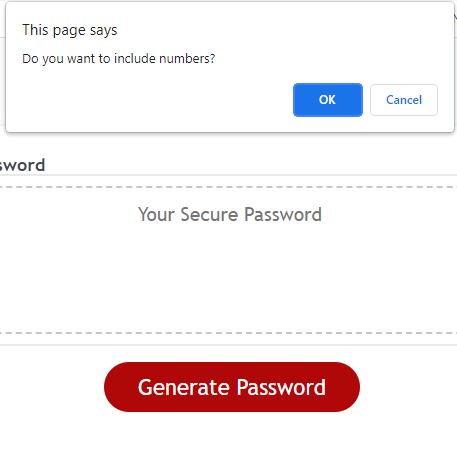 This page says
Do you want to include numbers?
OK
Cancel
sword
Your Secure Password
Generate Password